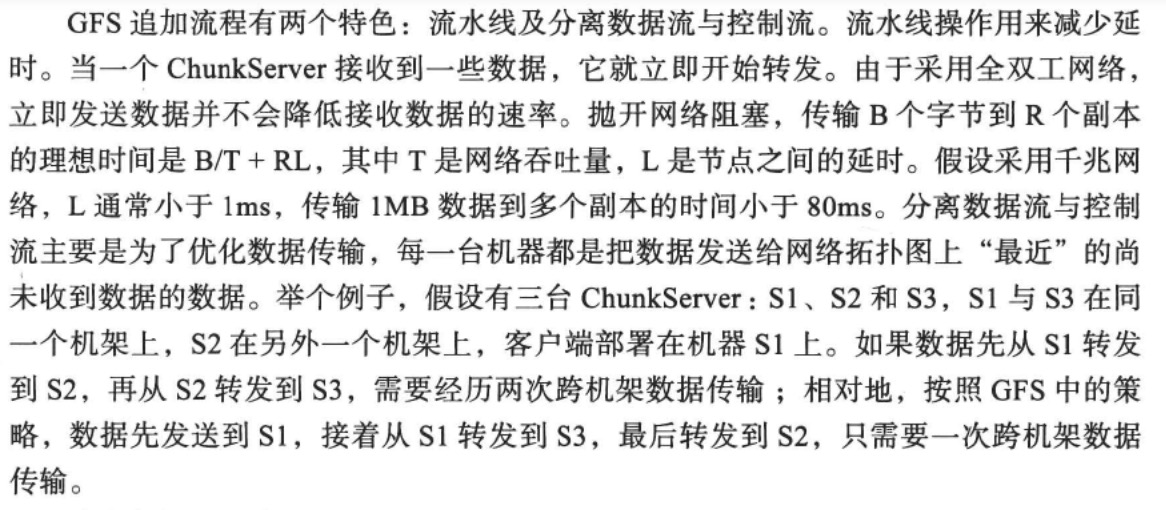 GFS 追加流程有两个特色：流水线及分离数据流与控制流。流水线操作用来减少延
时。当一个 ChunkServer 接收到一些数据，它就立即开始转发。由于采用全双工网络，
立即发送数据并不会降低接收数据的速率。抛开网络阻塞，传输 B 个字节到 R 个副本
的理想时间是 B/T + RL，其中 T 是网络吞吐量，L 是节点之间的延时。假设采用千兆网
络，L 通常小于 1ms，传输 1MB 数据到多个副本的时间小于 80ms。分离数据流与控制
流主要是为了优化数据传输，每一台机器都是把数据发送给网络拓扑图上“最近”的尚
未收到数据的数据。举个例子，假设有三台 ChunkServer：S1、S2 和 S3，S1 与 S3 在同
一个机架上，S2 在另外一个机架上，客户端部署在机器 S1 上。如果数据先从 S1 转发
到 S2，再从 S2 转发到 S3，需要经历两次跨机架数据传输；相对地，按照 GFS 中的策
略，数据先发送到 S1，接着从 S1 转发到 S3，最后转发到 S2，只需要一次跨机架数据
传输。